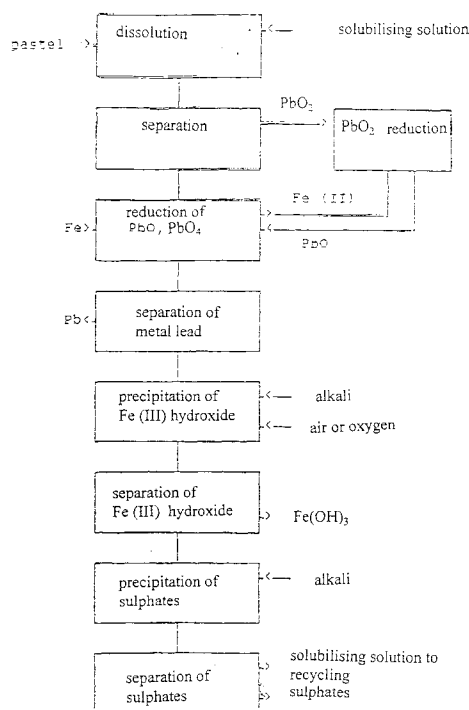 dissolution
solubilising solution
pastel
separation
PbO₂
PbO₂ reduction
reduction of
PbO, PbO₄
Fe (II)
Fe
PbO
separation of
metal lead
Pb
precipitation of
Fe (III) hydroxide
alkali
air or oxygen
separation of
Fe (III) hydroxide
Fe(OH)₃
precipitation of
sulphates
alkali
separation of
sulphates
solubilising solution to
recycling
sulphates